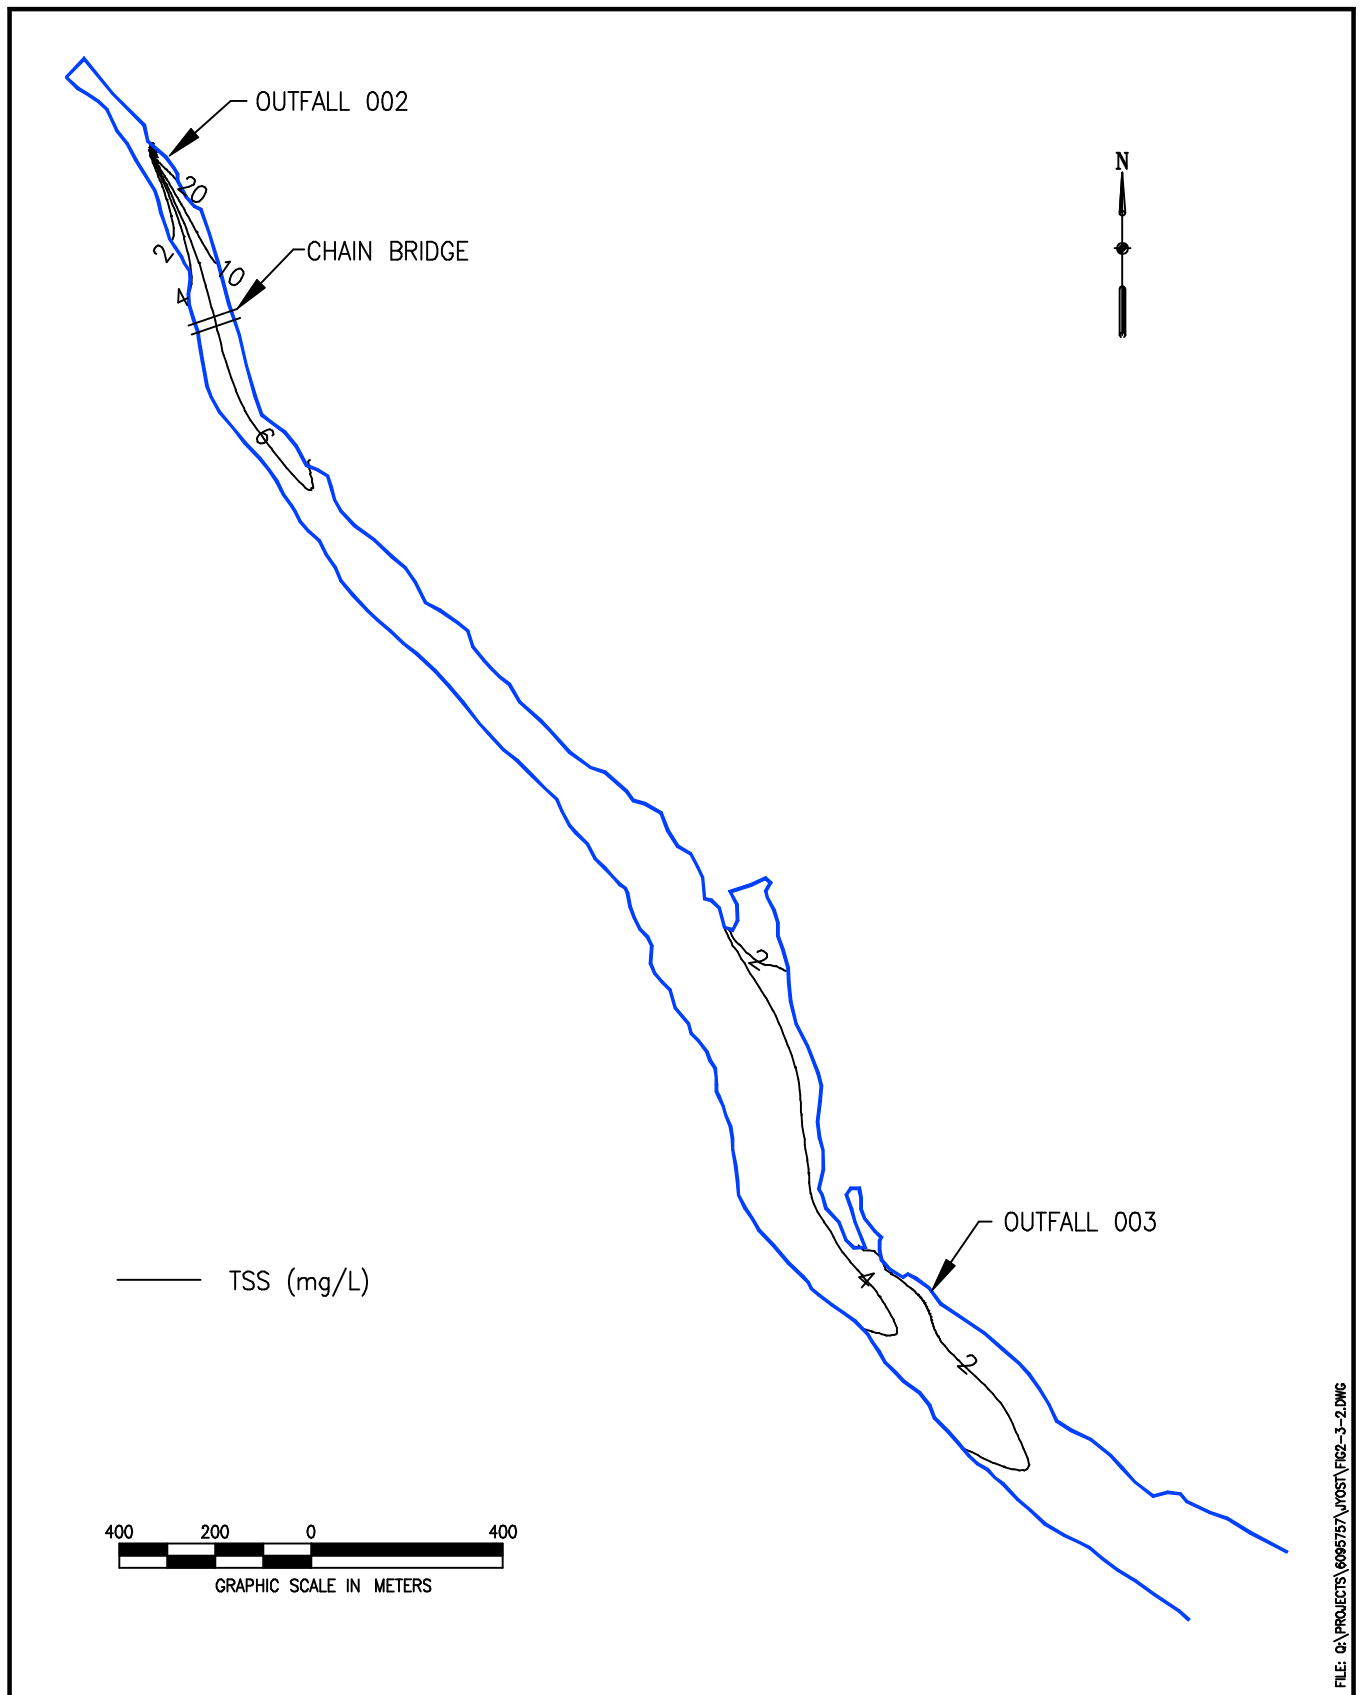 OUTFALL 002
N
20
2
CHAIN BRIDGE
10
4
6
2
OUTFALL 003
4
TSS (mg/L)
2
400 200 0 400
GRAPHIC SCALE IN METERS
FILE: Q:\PROJECTS\6095757\JYOST\FIG2-3-2.DWG